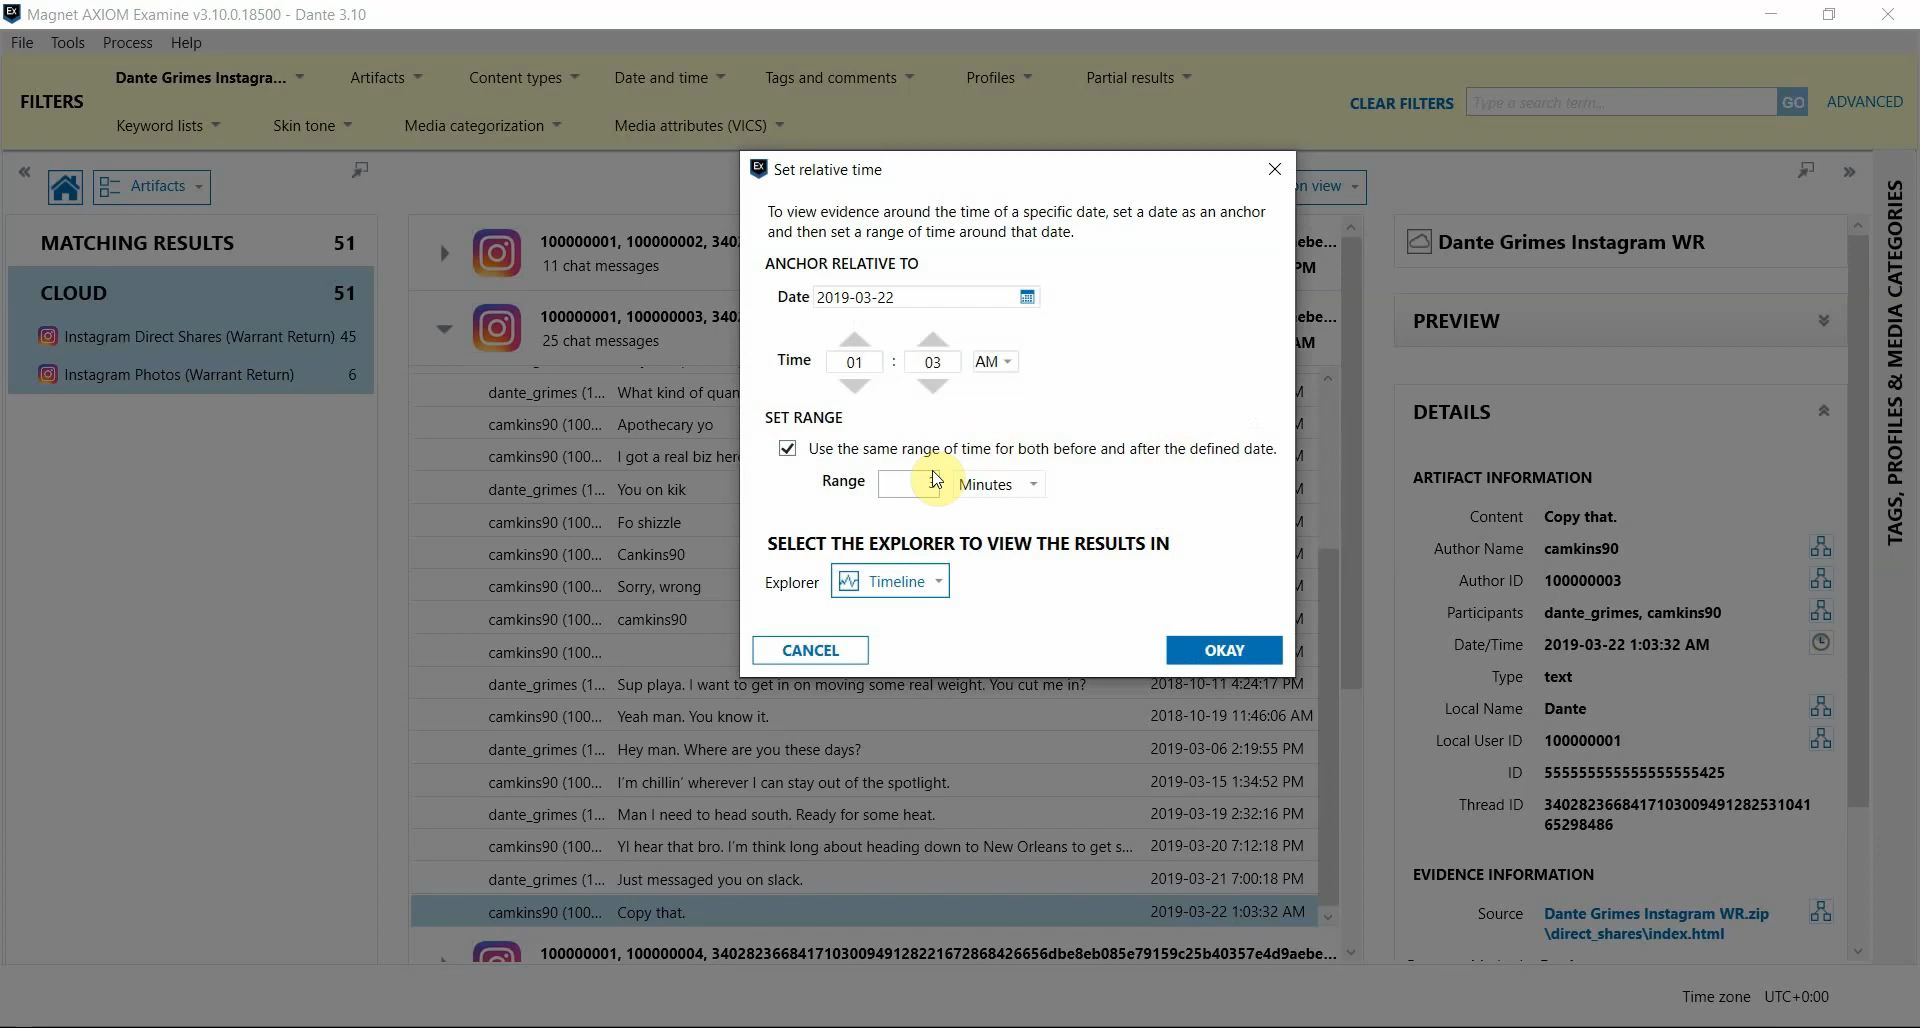 Magnet AXIOM Examine v3.10.0.18500 - Dante 3.10
File Tools Process Help
FILTERS
Dante Grimes Instagra... Artifacts Content types Date and time Tags and comments Profiles Partial results
Keyword lists Skin tone Media categorization Media attributes (VICS)
CLEAR FILTERS Type a search term... GO ADVANCED
Artifacts
MATCHING RESULTS 51
CLOUD 51
Instagram Direct Shares (Warrant Return) 45
Instagram Photos (Warrant Return) 6
n view
100000001, 100000002, 3402 ebe...
11 chat messages PM
100000001, 100000003, 3402 ebe...
25 chat messages AM
dante_grimes (1... What kind of quan
camkins90 (100... Apothecary yo
camkins90 (100... I got a real biz her
dante_grimes (1... You on kik
camkins90 (100... Fo shizzle
camkins90 (100... Cankins90
camkins90 (100... Sorry, wrong
camkins90 (100... camkins90
camkins90 (100...
dante_grimes (1... Sup playa. I want to get in on moving some real weight. You cut me in? 2018-10-11 4:24:17 PM
camkins90 (100... Yeah man. You know it. 2018-10-19 11:46:06 AM
dante_grimes (1... Hey man. Where are you these days? 2019-03-06 2:19:55 PM
camkins90 (100... I'm chillin' wherever I can stay out of the spotlight. 2019-03-15 1:34:52 PM
dante_grimes (1... Man I need to head south. Ready for some heat. 2019-03-19 2:32:16 PM
camkins90 (100... YI hear that bro. I'm think long about heading down to New Orleans to get s... 2019-03-20 7:12:18 PM
dante_grimes (1... Just messaged you on slack. 2019-03-21 7:00:18 PM
camkins90 (100... Copy that. 2019-03-22 1:03:32 AM
100000001, 100000004, 340282366841710300949128221672868426656dbe8eb085e79159c25b40357e4d9aebe...
Set relative time
To view evidence around the time of a specific date, set a date as an anchor
and then set a range of time around that date.
ANCHOR RELATIVE TO
Date 2019-03-22
Time 01 : 03 AM
SET RANGE
Use the same range of time for both before and after the defined date.
Range Minutes
SELECT THE EXPLORER TO VIEW THE RESULTS IN
Explorer Timeline
CANCEL OKAY
Dante Grimes Instagram WR
PREVIEW
DETAILS
ARTIFACT INFORMATION
Content Copy that.
Author Name camkins90
Author ID 100000003
Participants dante_grimes, camkins90
Date/Time 2019-03-22 1:03:32 AM
Type text
Local Name Dante
Local User ID 100000001
ID 555555555555555555425
Thread ID 3402823668417103009491282531041
65298486
EVIDENCE INFORMATION
Source Dante Grimes Instagram WR.zip
\direct_shares\index.html
TAGS, PROFILES & MEDIA CATEGORIES
Time zone UTC+0:00